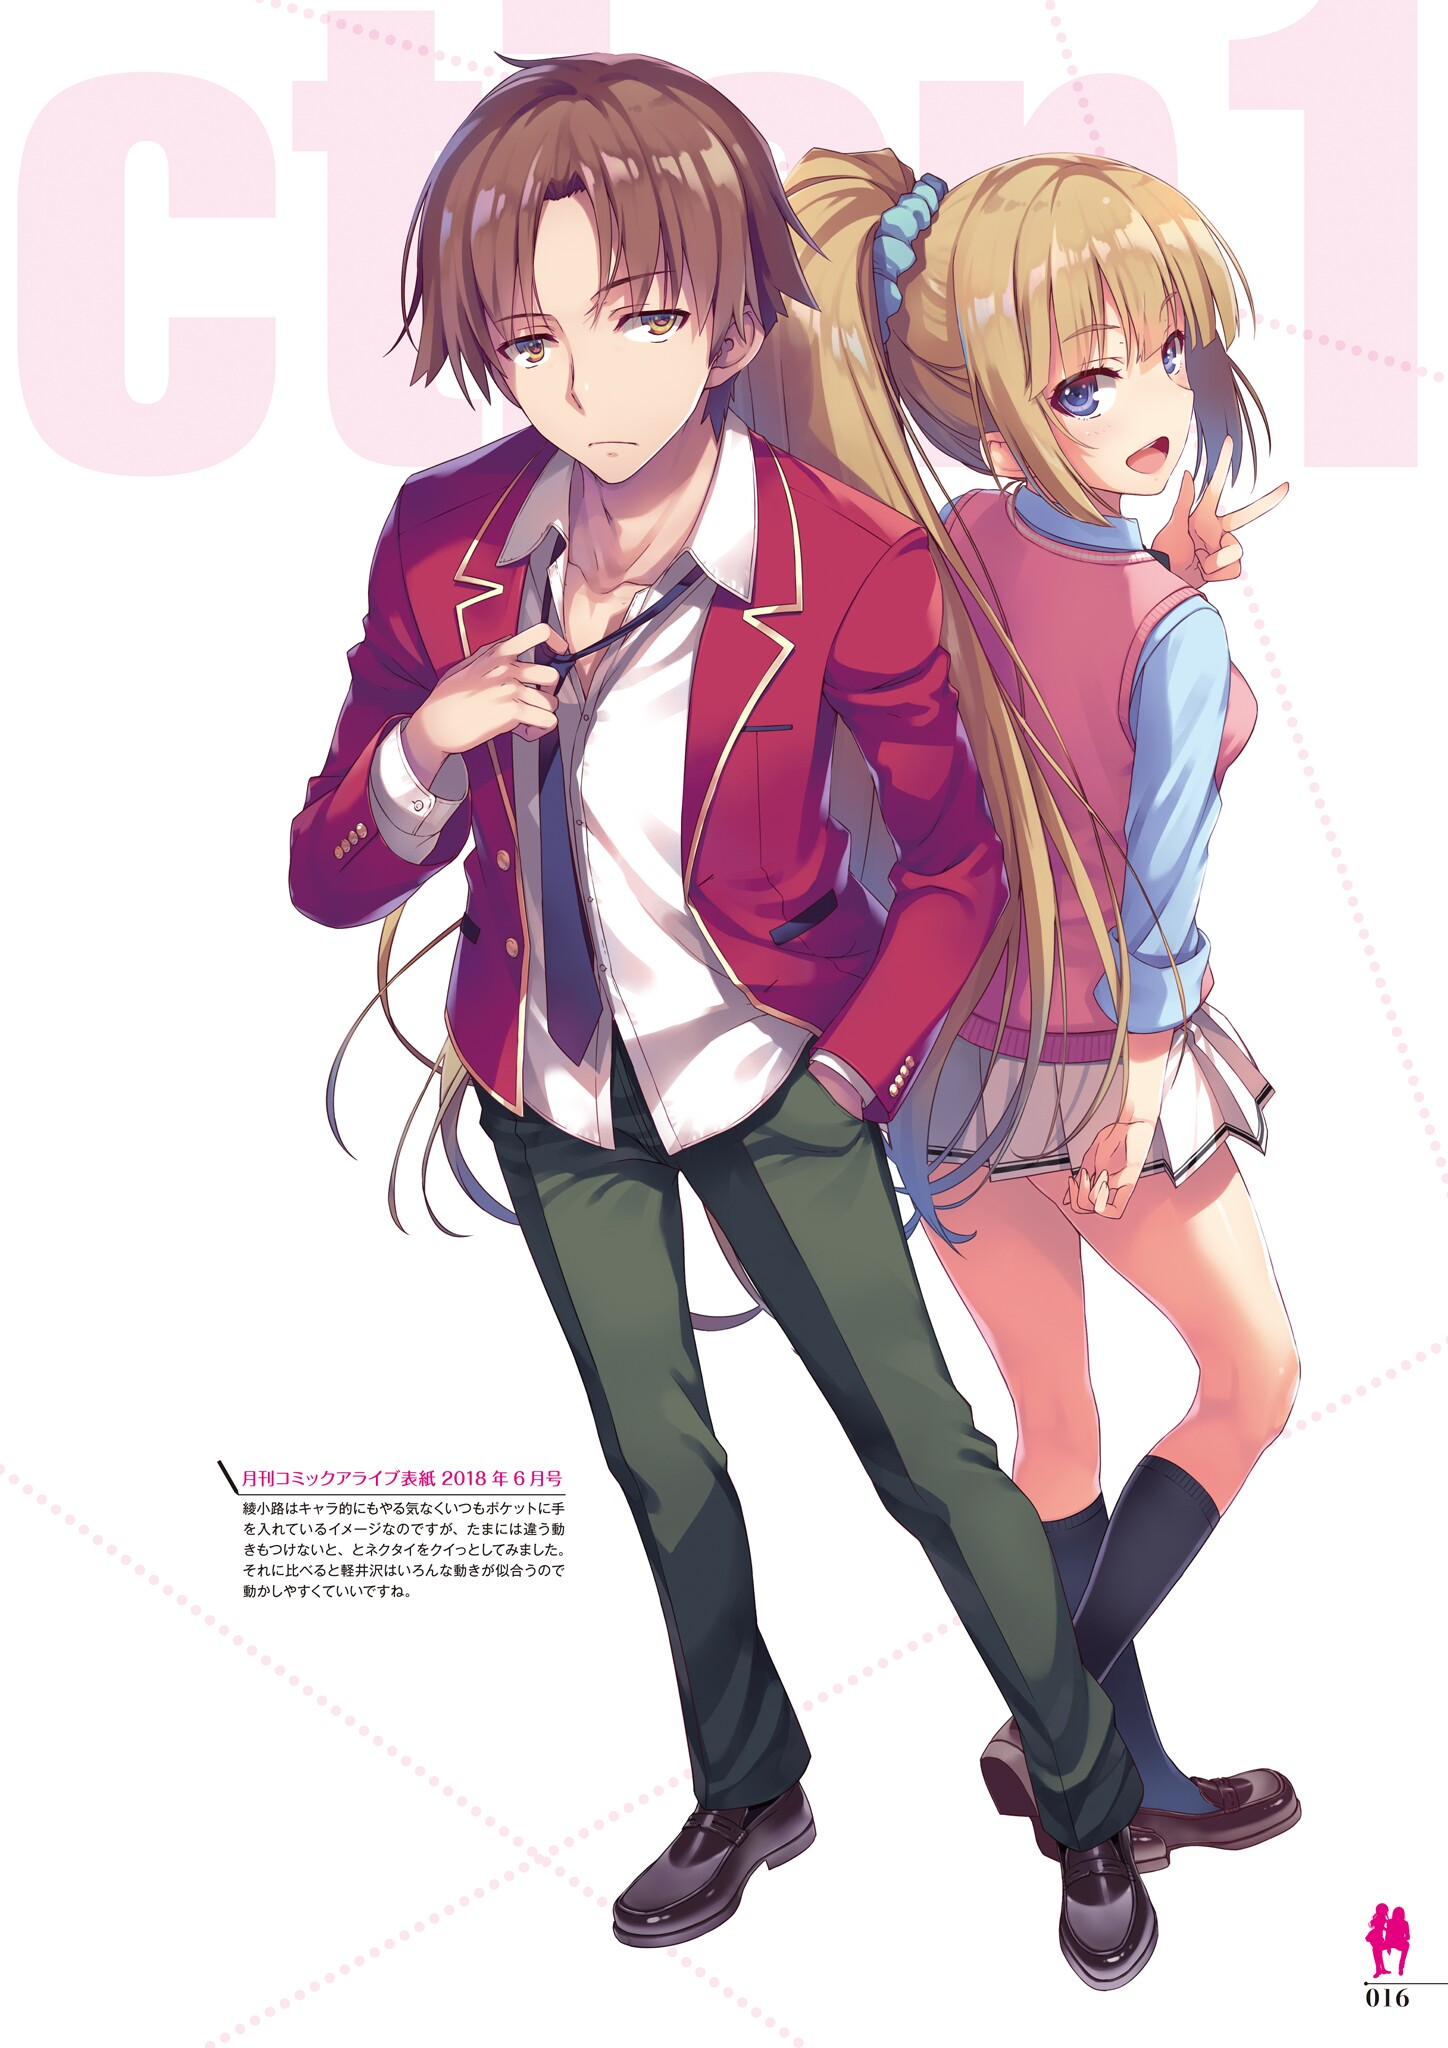 ction1
月刊コミックアライブ表紙 2018 年 6 月号
綾小路はキャラ的にもやる気なくいつもポケットに手
を入れているイメージなのですが、たまには違う動
きもつけないと、とネクタイをクイっとしてみました。
それに比べると軽井沢はいろんな動きが似合うので
動かしやすくていいですね。
016